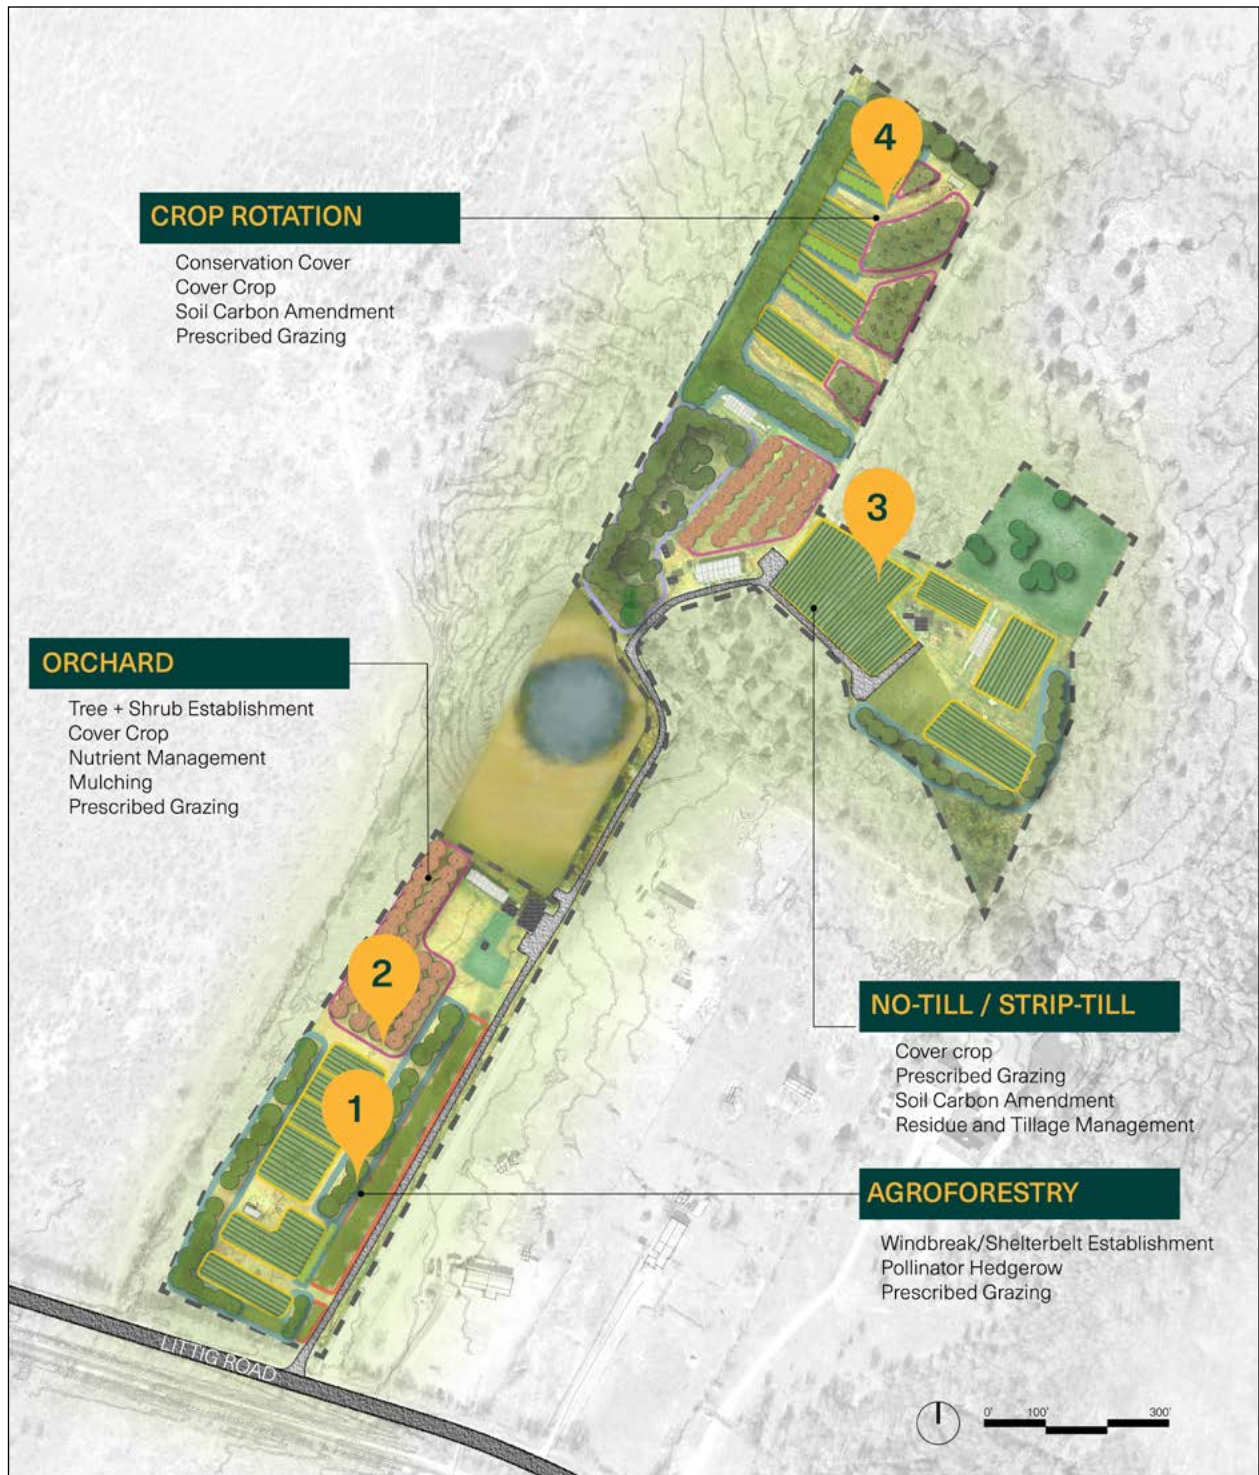 4
CROP ROTATION
Conservation Cover
Cover Crop
Soil Carbon Amendment
Prescribed Grazing
3
ORCHARD
Tree + Shrub Establishment
Cover Crop
Nutrient Management
Mulching
Prescribed Grazing
2
NO-TILL / STRIP-TILL
Cover crop
Prescribed Grazing
Soil Carbon Amendment
Residue and Tillage Management
1
AGROFORESTRY
Windbreak/Shelterbelt Establishment
Pollinator Hedgerow
Prescribed Grazing
LITTIG ROAD
0' 100' 300'